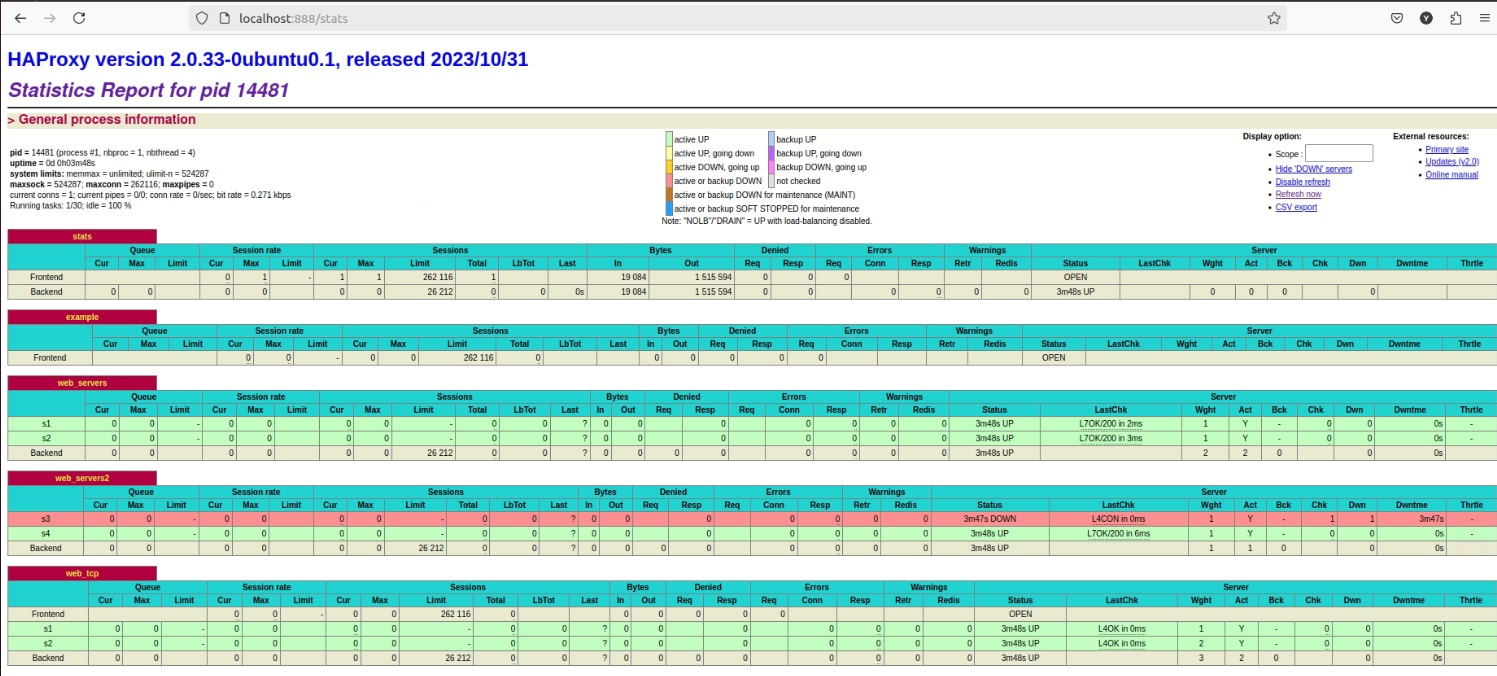 localhost:888/stats
HAProxy version 2.0.33-0ubuntu0.1, released 2023/10/31
Statistics Report for pid 14481
> General process information
pid = 14481 (process #1, nbproc = 1, nbthread = 4)
uptime = 0d 0h03m48s
system limits: memmax = unlimited; ulimit-n = 524287
maxsock = 524287; maxconn = 262116; maxpipes = 0
current conns = 1; current pipes = 0/0; conn rate = 0/sec; bit rate = 0.271 kbps
Running tasks: 1/30; idle = 100 %
active UP backup UP
active UP, going down backup UP, going down
active DOWN, going up backup DOWN, going up
active or backup DOWN not checked
active or backup DOWN for maintenance (MAINT)
active or backup SOFT STOPPED for maintenance
Note: "NOLB"/"DRAIN" = UP with load-balancing disabled.
Display option:
Scope :
Hide 'DOWN' servers
Disable refresh
Refresh now
CSV export
External resources:
Primary site
Updates (v2.0)
Online manual
stats
Queue Session rate Sessions Bytes Denied Errors Warnings Server
Cur Max Limit Cur Max Limit Cur Max Limit Total LbTot Last In Out Req Resp Req Conn Resp Retr Redis Status LastChk Wght Act Bck Chk Dwn Dwntme Thrtle
Frontend 0 1 - 1 1 262 116 1 19 084 1 515 594 0 0 0 OPEN
Backend 0 0 0 0 0 0 26 212 0 0 0s 19 084 1 515 594 0 0 0 0 0 0 3m48s UP 0 0 0 0
example
Queue Session rate Sessions Bytes Denied Errors Warnings Server
Cur Max Limit Cur Max Limit Cur Max Limit Total LbTot Last In Out Req Resp Req Conn Resp Retr Redis Status LastChk Wght Act Bck Chk Dwn Dwntme Thrtle
Frontend 0 0 - 0 0 262 116 0 0 0 0 0 0 OPEN
web_servers
Queue Session rate Sessions Bytes Denied Errors Warnings Server
Cur Max Limit Cur Max Limit Cur Max Limit Total LbTot Last In Out Req Resp Req Conn Resp Retr Redis Status LastChk Wght Act Bck Chk Dwn Dwntme Thrtle
s1 0 0 - 0 0 0 0 - 0 0 ? 0 0 0 0 0 0 0 3m48s UP L7OK/200 in 2ms 1 Y - 0 0 0s -
s2 0 0 - 0 0 0 0 - 0 0 ? 0 0 0 0 0 0 0 3m48s UP L7OK/200 in 3ms 1 Y - 0 0 0s -
Backend 0 0 0 0 0 0 26 212 0 0 ? 0 0 0 0 0 0 0 0 3m48s UP 2 2 0 0 0s
web_servers2
Queue Session rate Sessions Bytes Denied Errors Warnings Server
Cur Max Limit Cur Max Limit Cur Max Limit Total LbTot Last In Out Req Resp Req Conn Resp Retr Redis Status LastChk Wght Act Bck Chk Dwn Dwntme Thrtle
s3 0 0 - 0 0 0 0 - 0 0 ? 0 0 0 0 0 0 0 3m47s DOWN L4CON in 0ms 1 Y - 1 1 3m47s -
s4 0 0 - 0 0 0 0 - 0 0 ? 0 0 0 0 0 0 0 3m48s UP L7OK/200 in 6ms 1 Y - 0 0 0s -
Backend 0 0 0 0 0 0 26 212 0 0 ? 0 0 0 0 0 0 0 0 3m48s UP 1 1 0 0 0s
web_tcp
Queue Session rate Sessions Bytes Denied Errors Warnings Server
Cur Max Limit Cur Max Limit Cur Max Limit Total LbTot Last In Out Req Resp Req Conn Resp Retr Redis Status LastChk Wght Act Bck Chk Dwn Dwntme Thrtle
Frontend 0 0 - 0 0 262 116 0 0 0 0 0 0 OPEN
s1 0 0 - 0 0 0 0 - 0 0 ? 0 0 0 0 0 0 0 3m48s UP L4OK in 0ms 1 Y - 0 0 0s -
s2 0 0 - 0 0 0 0 - 0 0 ? 0 0 0 0 0 0 0 3m48s UP L4OK in 0ms 2 Y - 0 0 0s -
Backend 0 0 0 0 0 0 26 212 0 0 ? 0 0 0 0 0 0 0 0 3m48s UP 3 2 0 0 0s